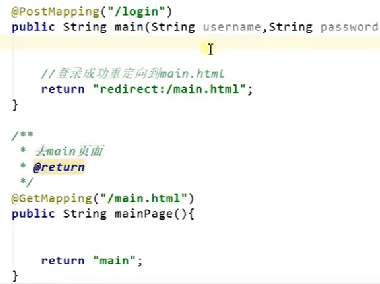 @PostMapping("/login")
public String main(String username,String password
//登录成功重定向到main.html
return "redirect:/main.html";
}
/**
* 去main页面
* @return
*/
@GetMapping("/main.html")
public String mainPage(){
return "main";
}